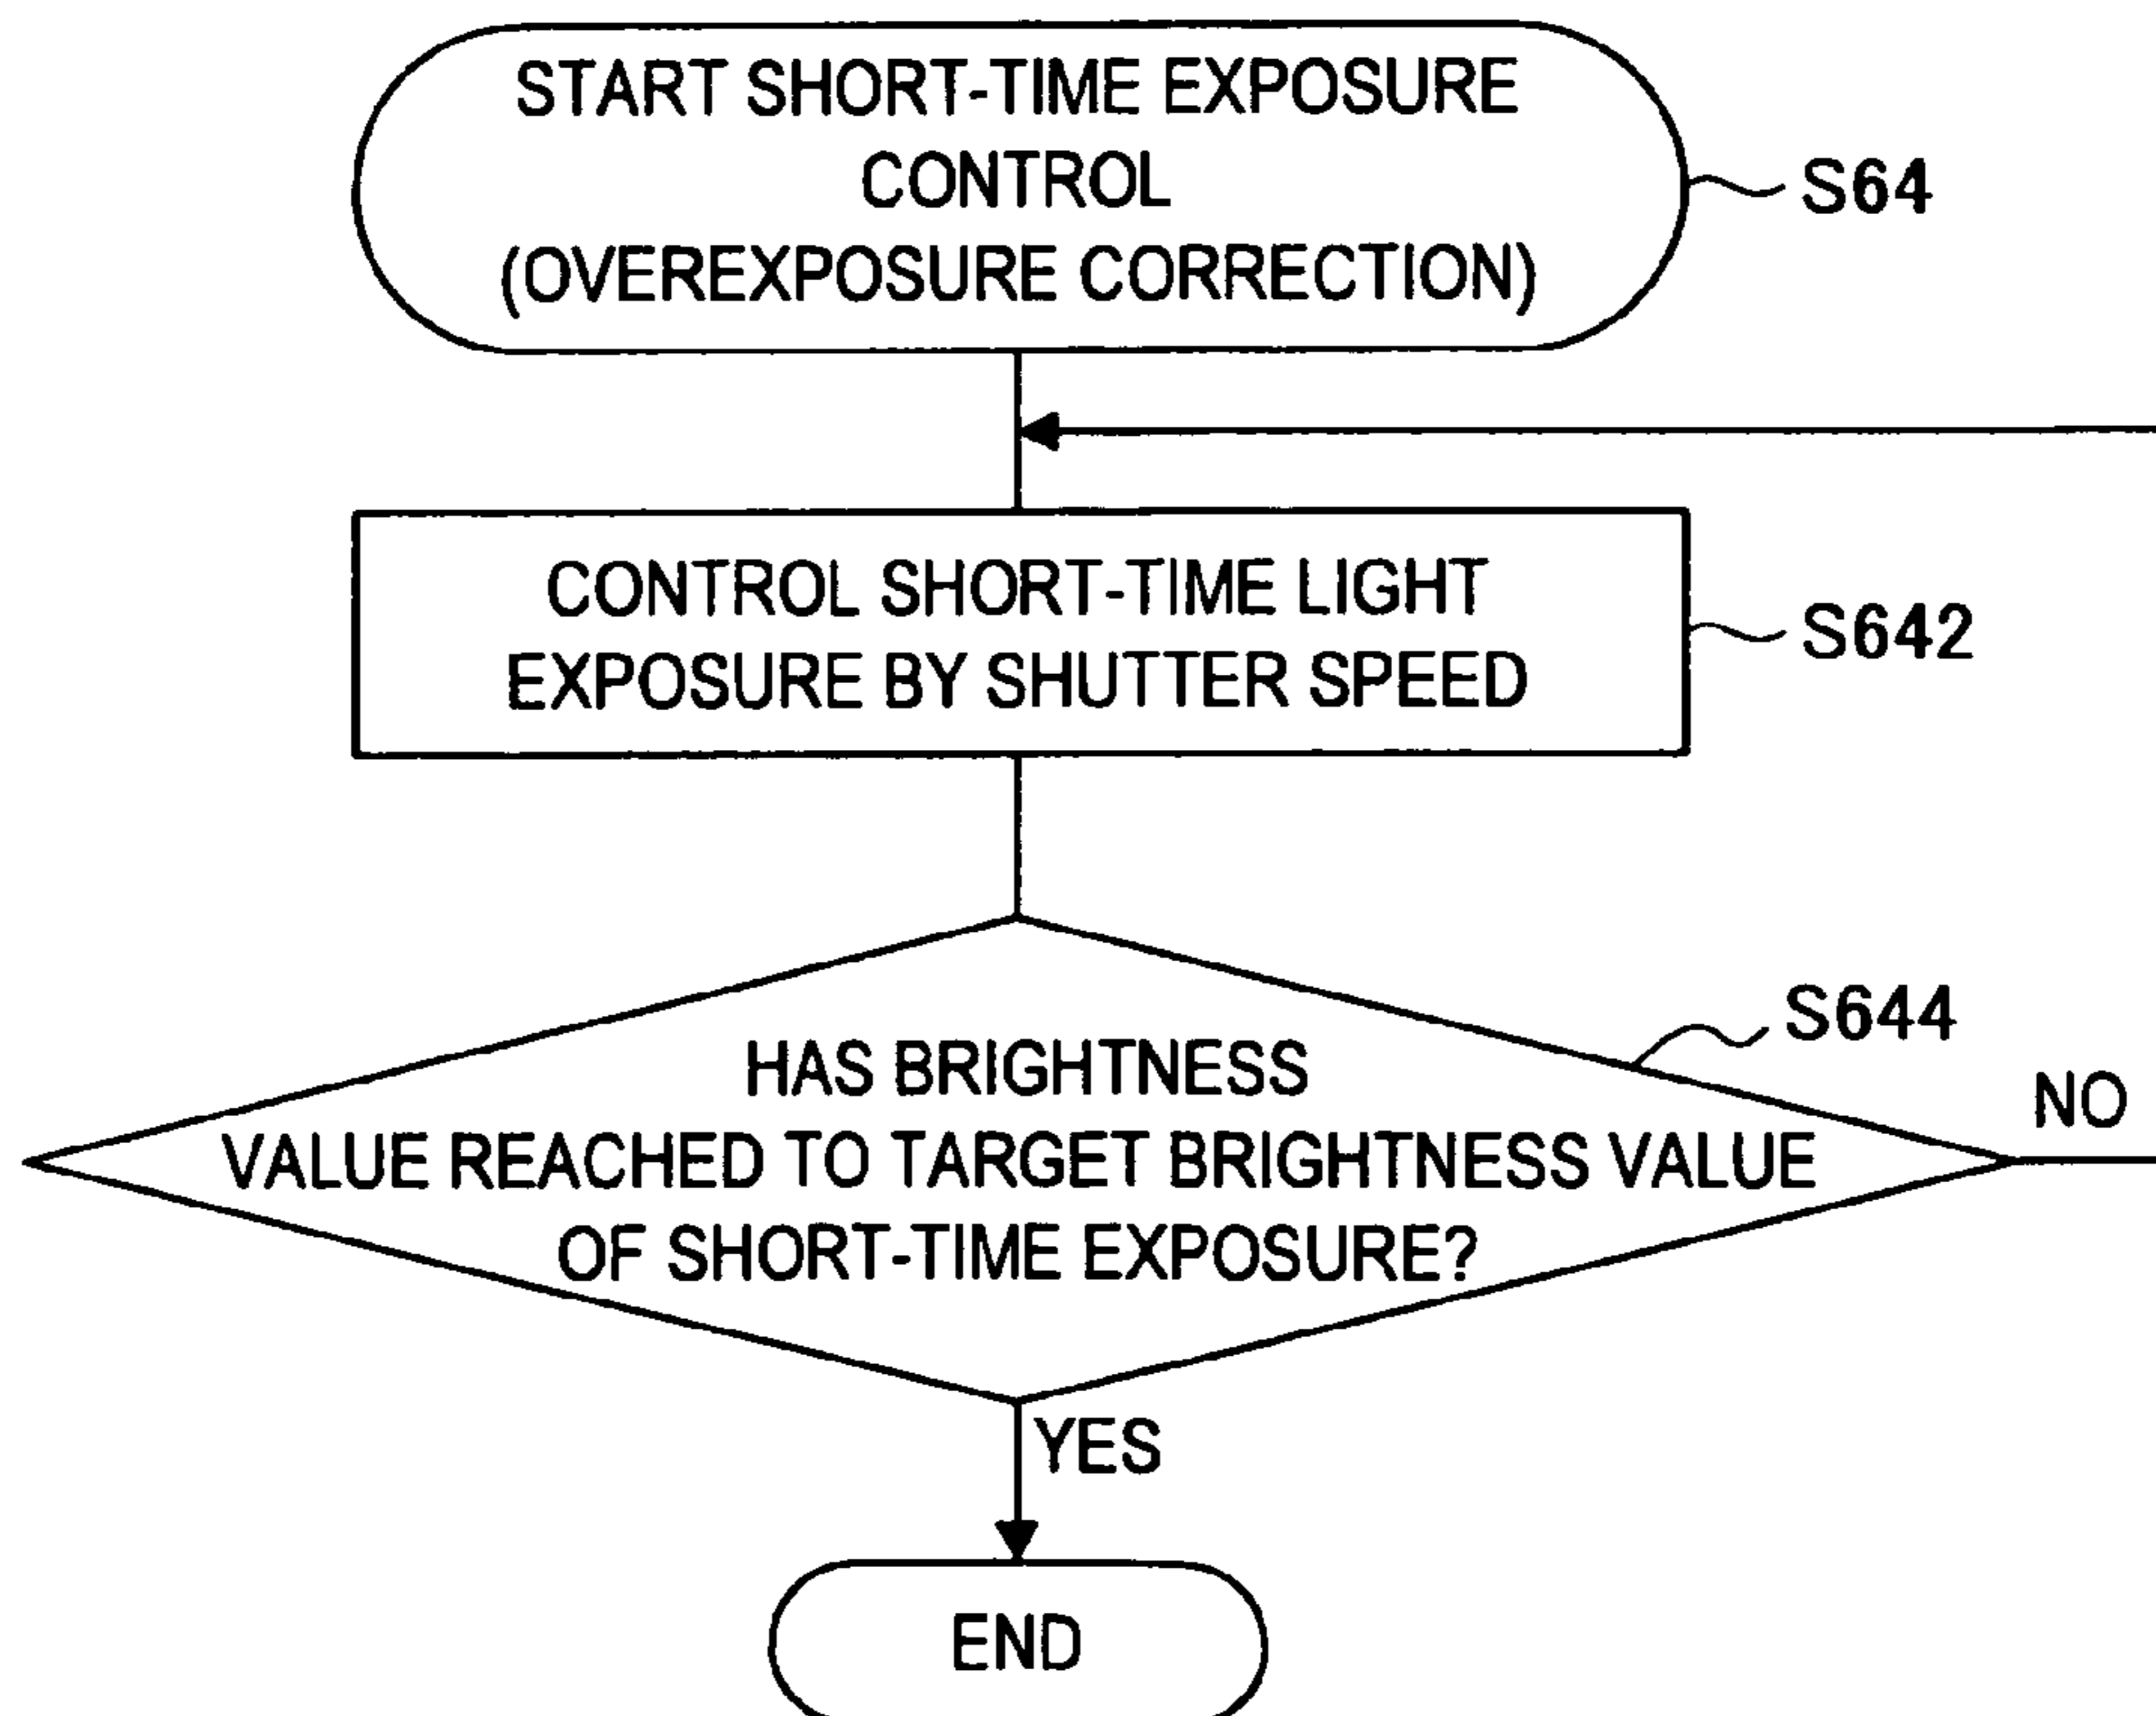 START SHORT-TIME EXPOSURE
CONTROL
(OVEREXPOSURE CORRECTION)
S64
CONTROL SHORT-TIME LIGHT
EXPOSURE BY SHUTTER SPEED
S642
S644
NO
HAS BRIGHTNESS
VALUE REACHED TO TARGET BRIGHTNESS VALUE
OF SHORT-TIME EXPOSURE?
YES
END